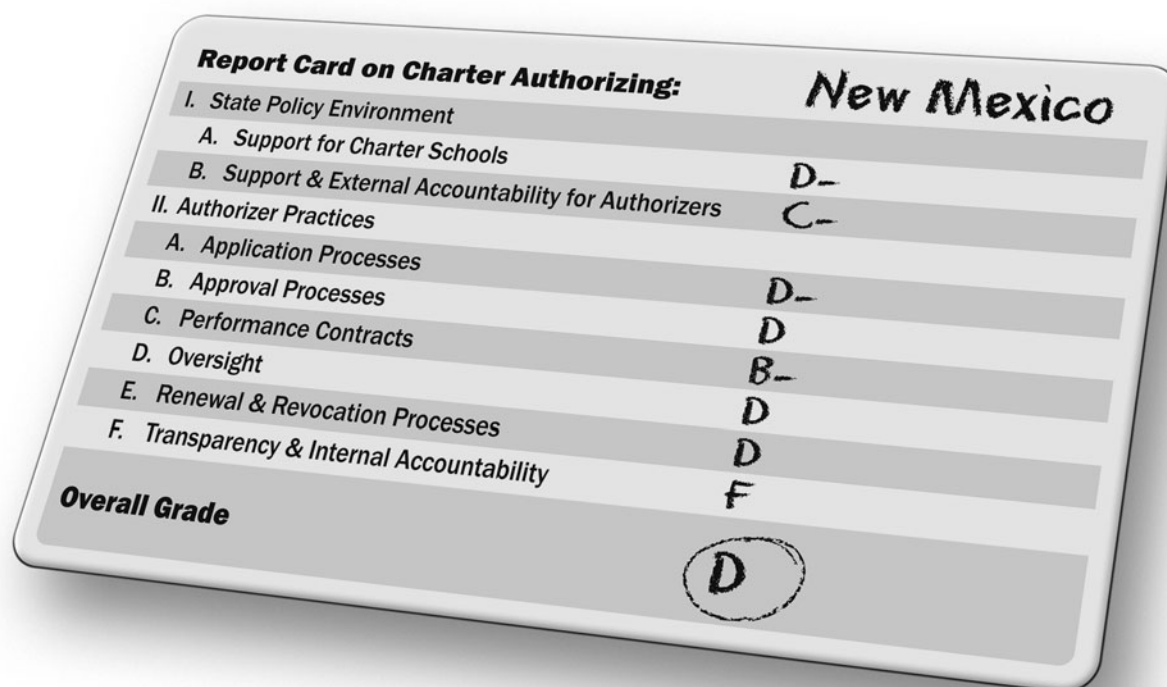 Report Card on Charter Authorizing: New Mexico
I. State Policy Environment
A. Support for Charter Schools D-
B. Support & External Accountability for Authorizers C-
II. Authorizer Practices
A. Application Processes D-
B. Approval Processes D
C. Performance Contracts B-
D. Oversight D
E. Renewal & Revocation Processes D
F. Transparency & Internal Accountability F
Overall Grade D